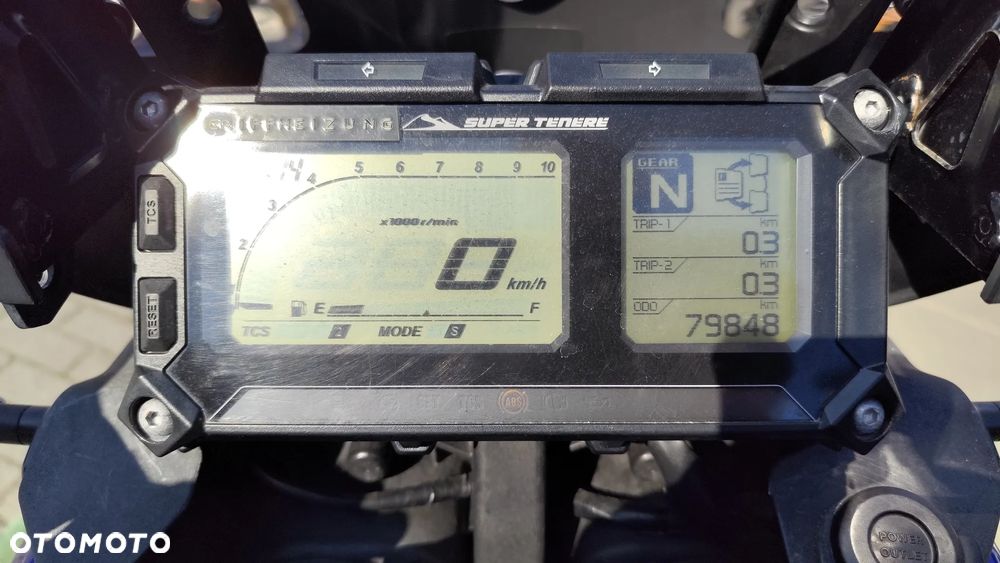 GRIFFHEIZUNG SUPER TENERE
TCS
RESET
4 5 6 7 8 9 10
3
2
x1000 r/min
0 km/h
E F
TCS 2 MODE S
GEAR
N
TRIP-1 km
0.3
TRIP-2 km
0.3
ODO km
79848
ABS
POWER
OUTLET
OTOMOTO